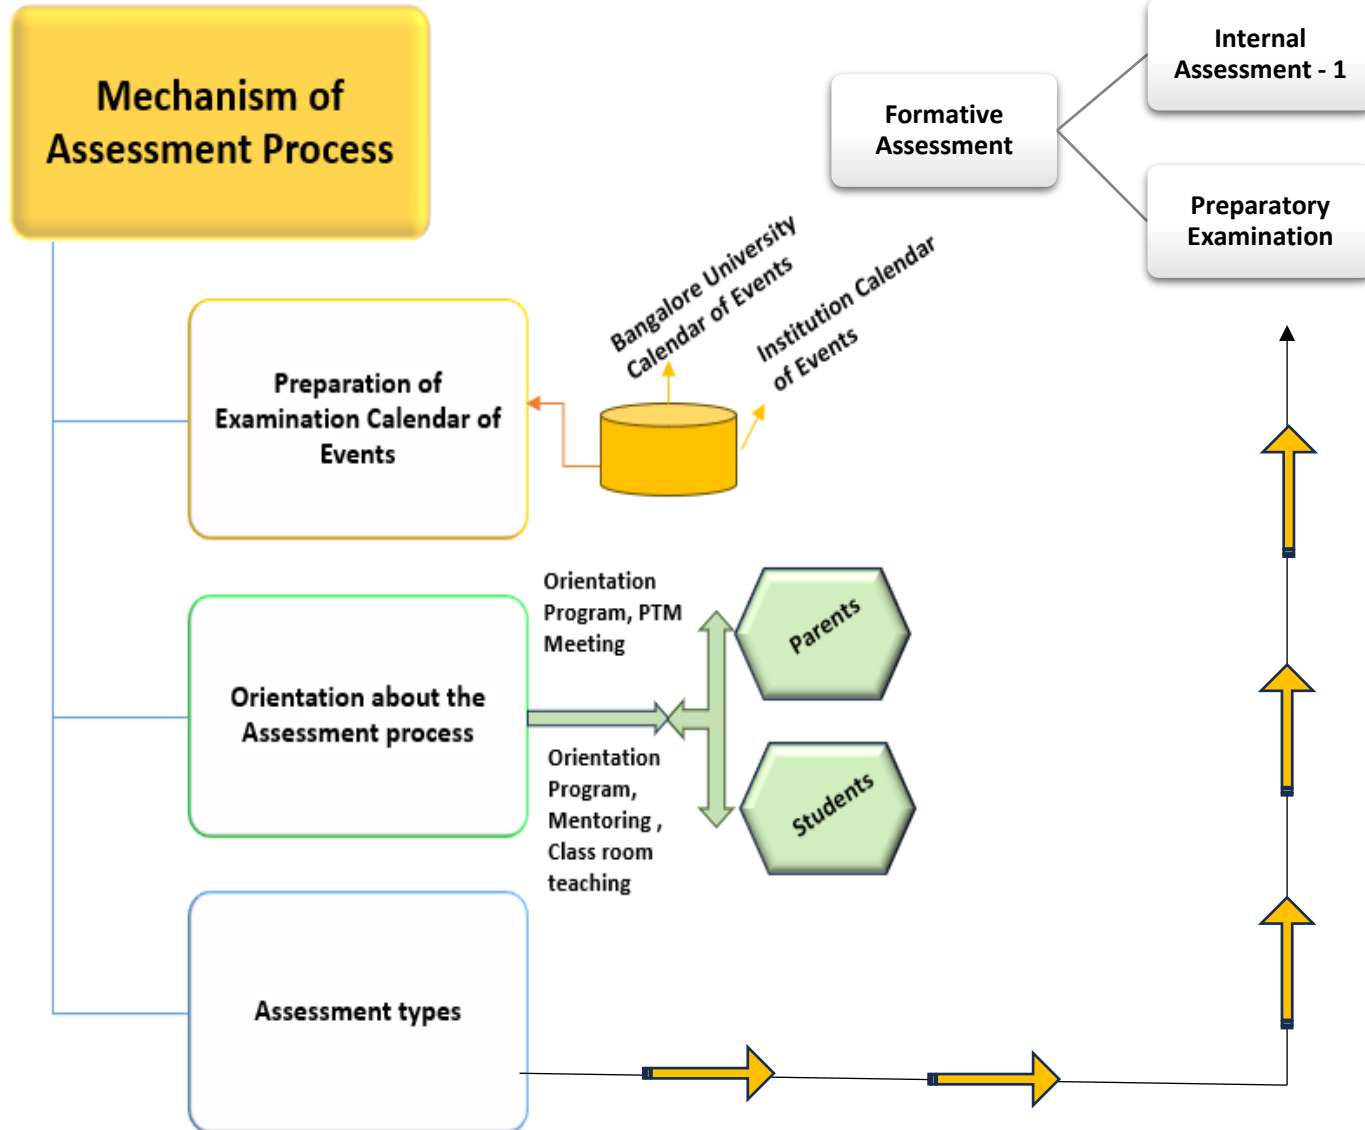 Mechanism of
Assessment Process
Internal
Assessment - 1
Formative
Assessment
Preparatory
Examination
Bangalore University
Calendar of Events
Institution Calendar
of Events
Preparation of
Examination Calendar of
Events
Orientation
Program, PTM
Meeting
Parents
Orientation about the
Assessment process
Orientation
Program,
Mentoring ,
Class room
teaching
Students
Assessment types